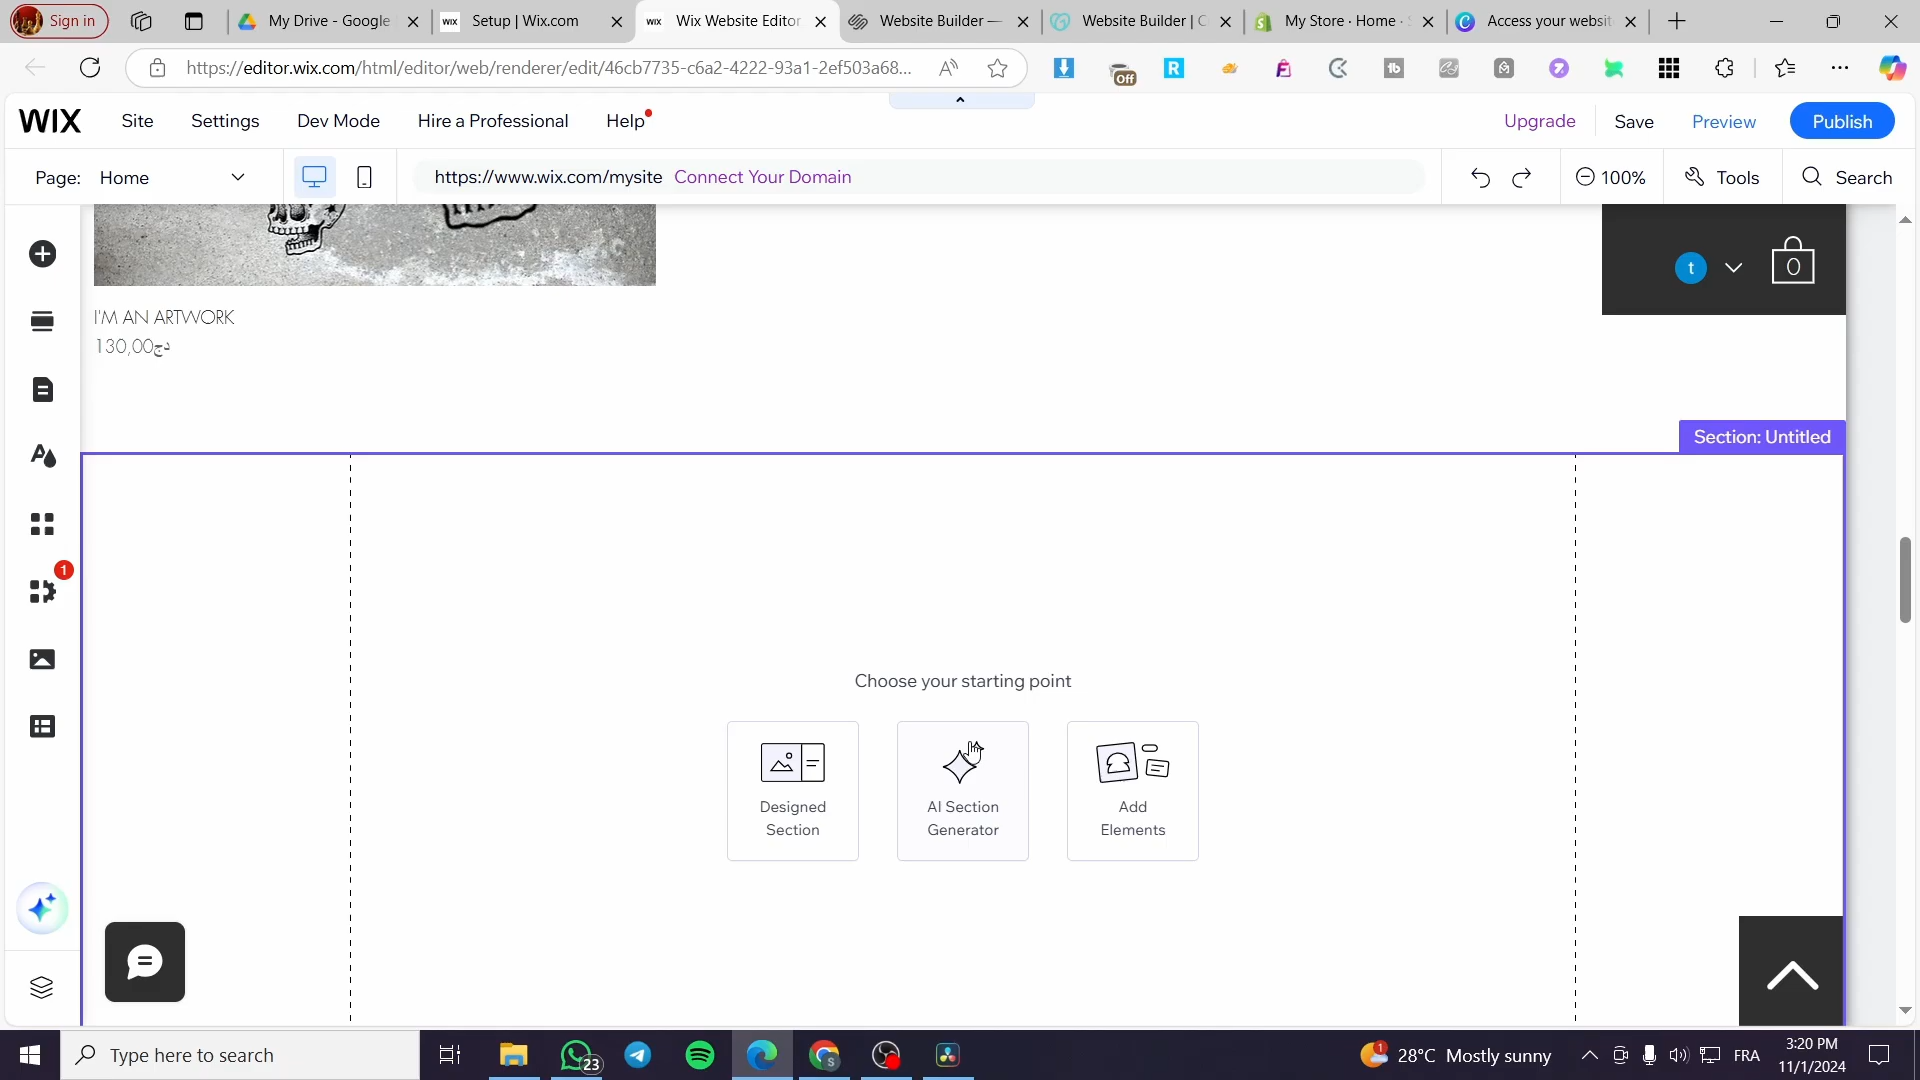 Sign in
My Drive - Google
Setup | Wix.com
Wix Website Editor
Website Builder —
Website Builder | C
My Store · Home ·
Access your websit
https://editor.wix.com/html/editor/web/renderer/edit/46cb7735-c6a2-4222-93a1-2ef503a68...
Off
WIX
Site
Settings
Dev Mode
Hire a Professional
Help
Upgrade
Save
Preview
Publish
Page: Home
https://www.wix.com/mysite Connect Your Domain
100%
Tools
Search
t
0
I'M AN ARTWORK
130,00دج
Section: Untitled
1
Choose your starting point
Designed
Section
AI Section
Generator
Add
Elements
Type here to search
23
1
28°C Mostly sunny
FRA
3:20 PM
11/1/2024